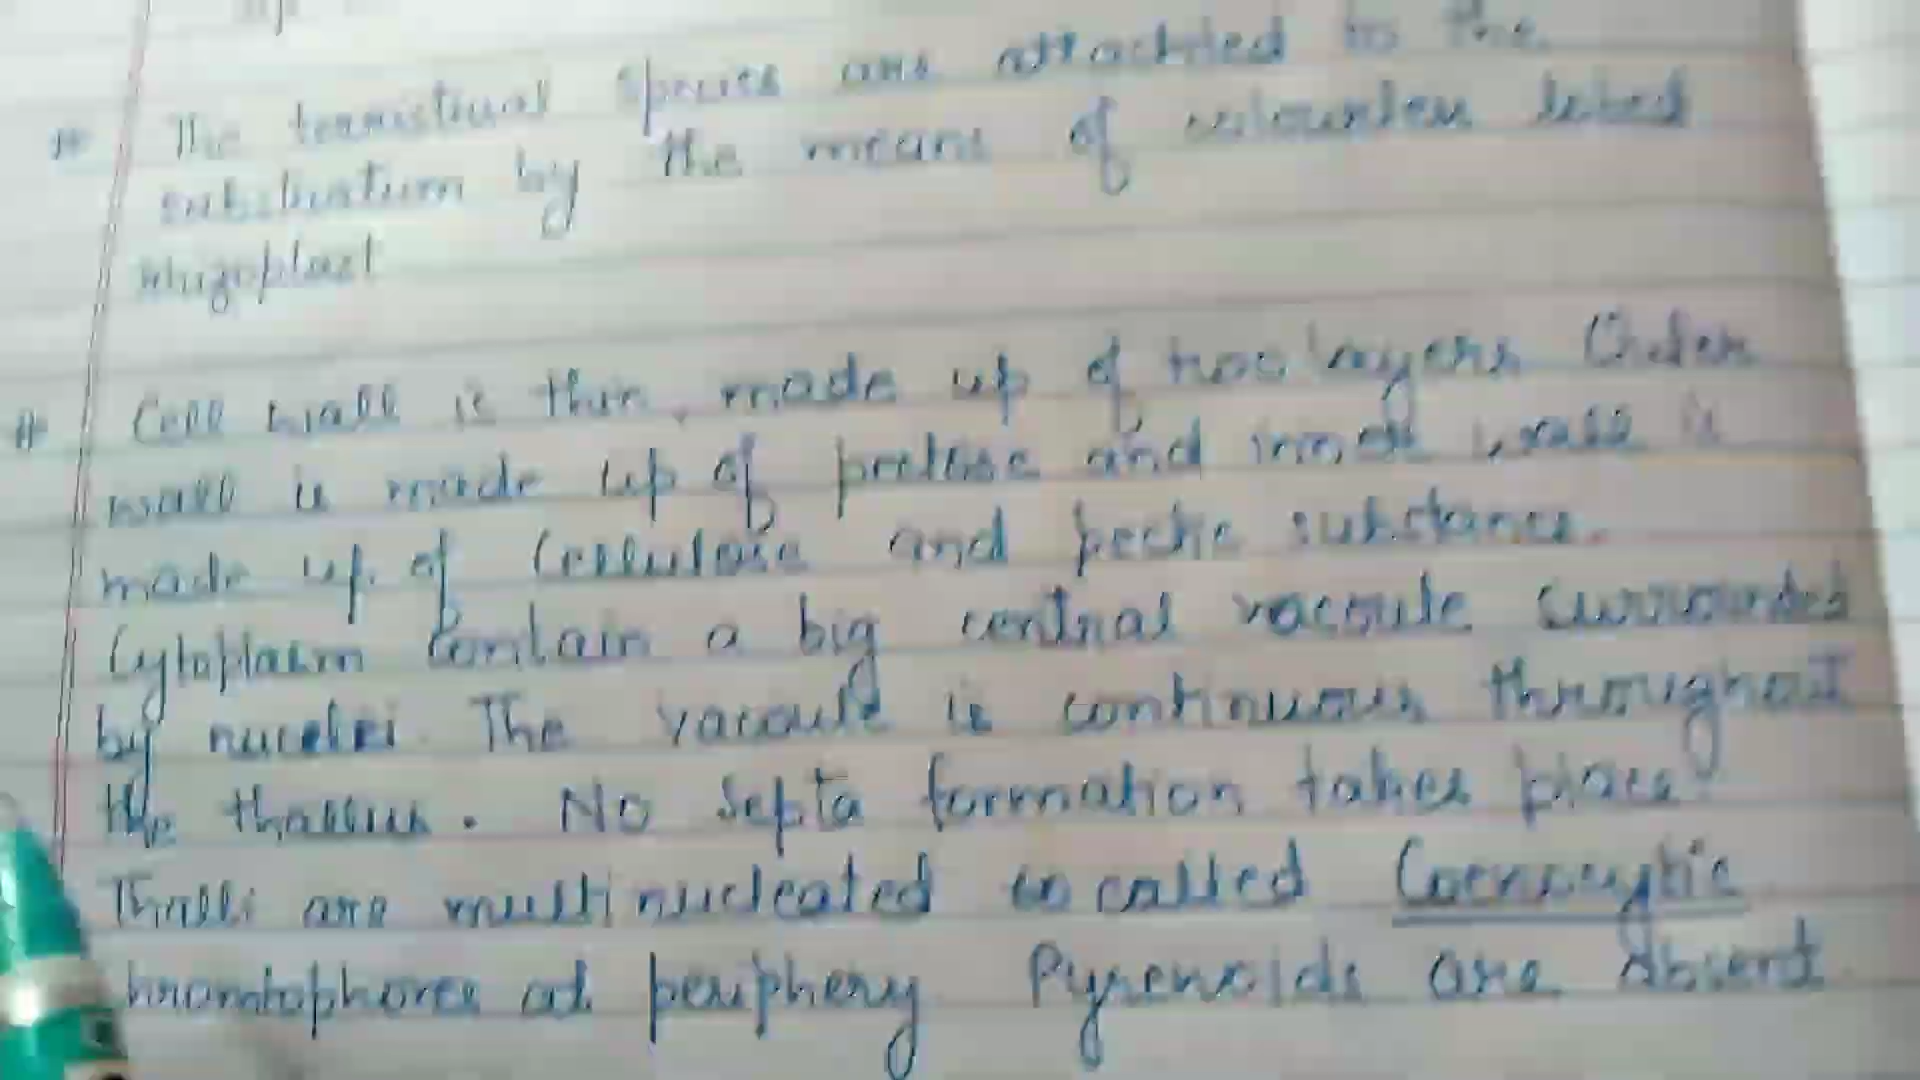 The terristiual species are attached to the
substratum by the means of colourless lobed
rhizoplast
Cell wall is thin, made up of two layers Outer
wall is made up of pectose and inner wall is
made up of Cellulose and pectic substance.
Cytoplasm Contain a big central vacoule surrounded
by nuclei. The vacoule is continuous throughout
the thallus. No Septa formation takes place.
Thalli are multinucleated so called Coenocytic
hromatophores at periphery Pyrenoids are Absent